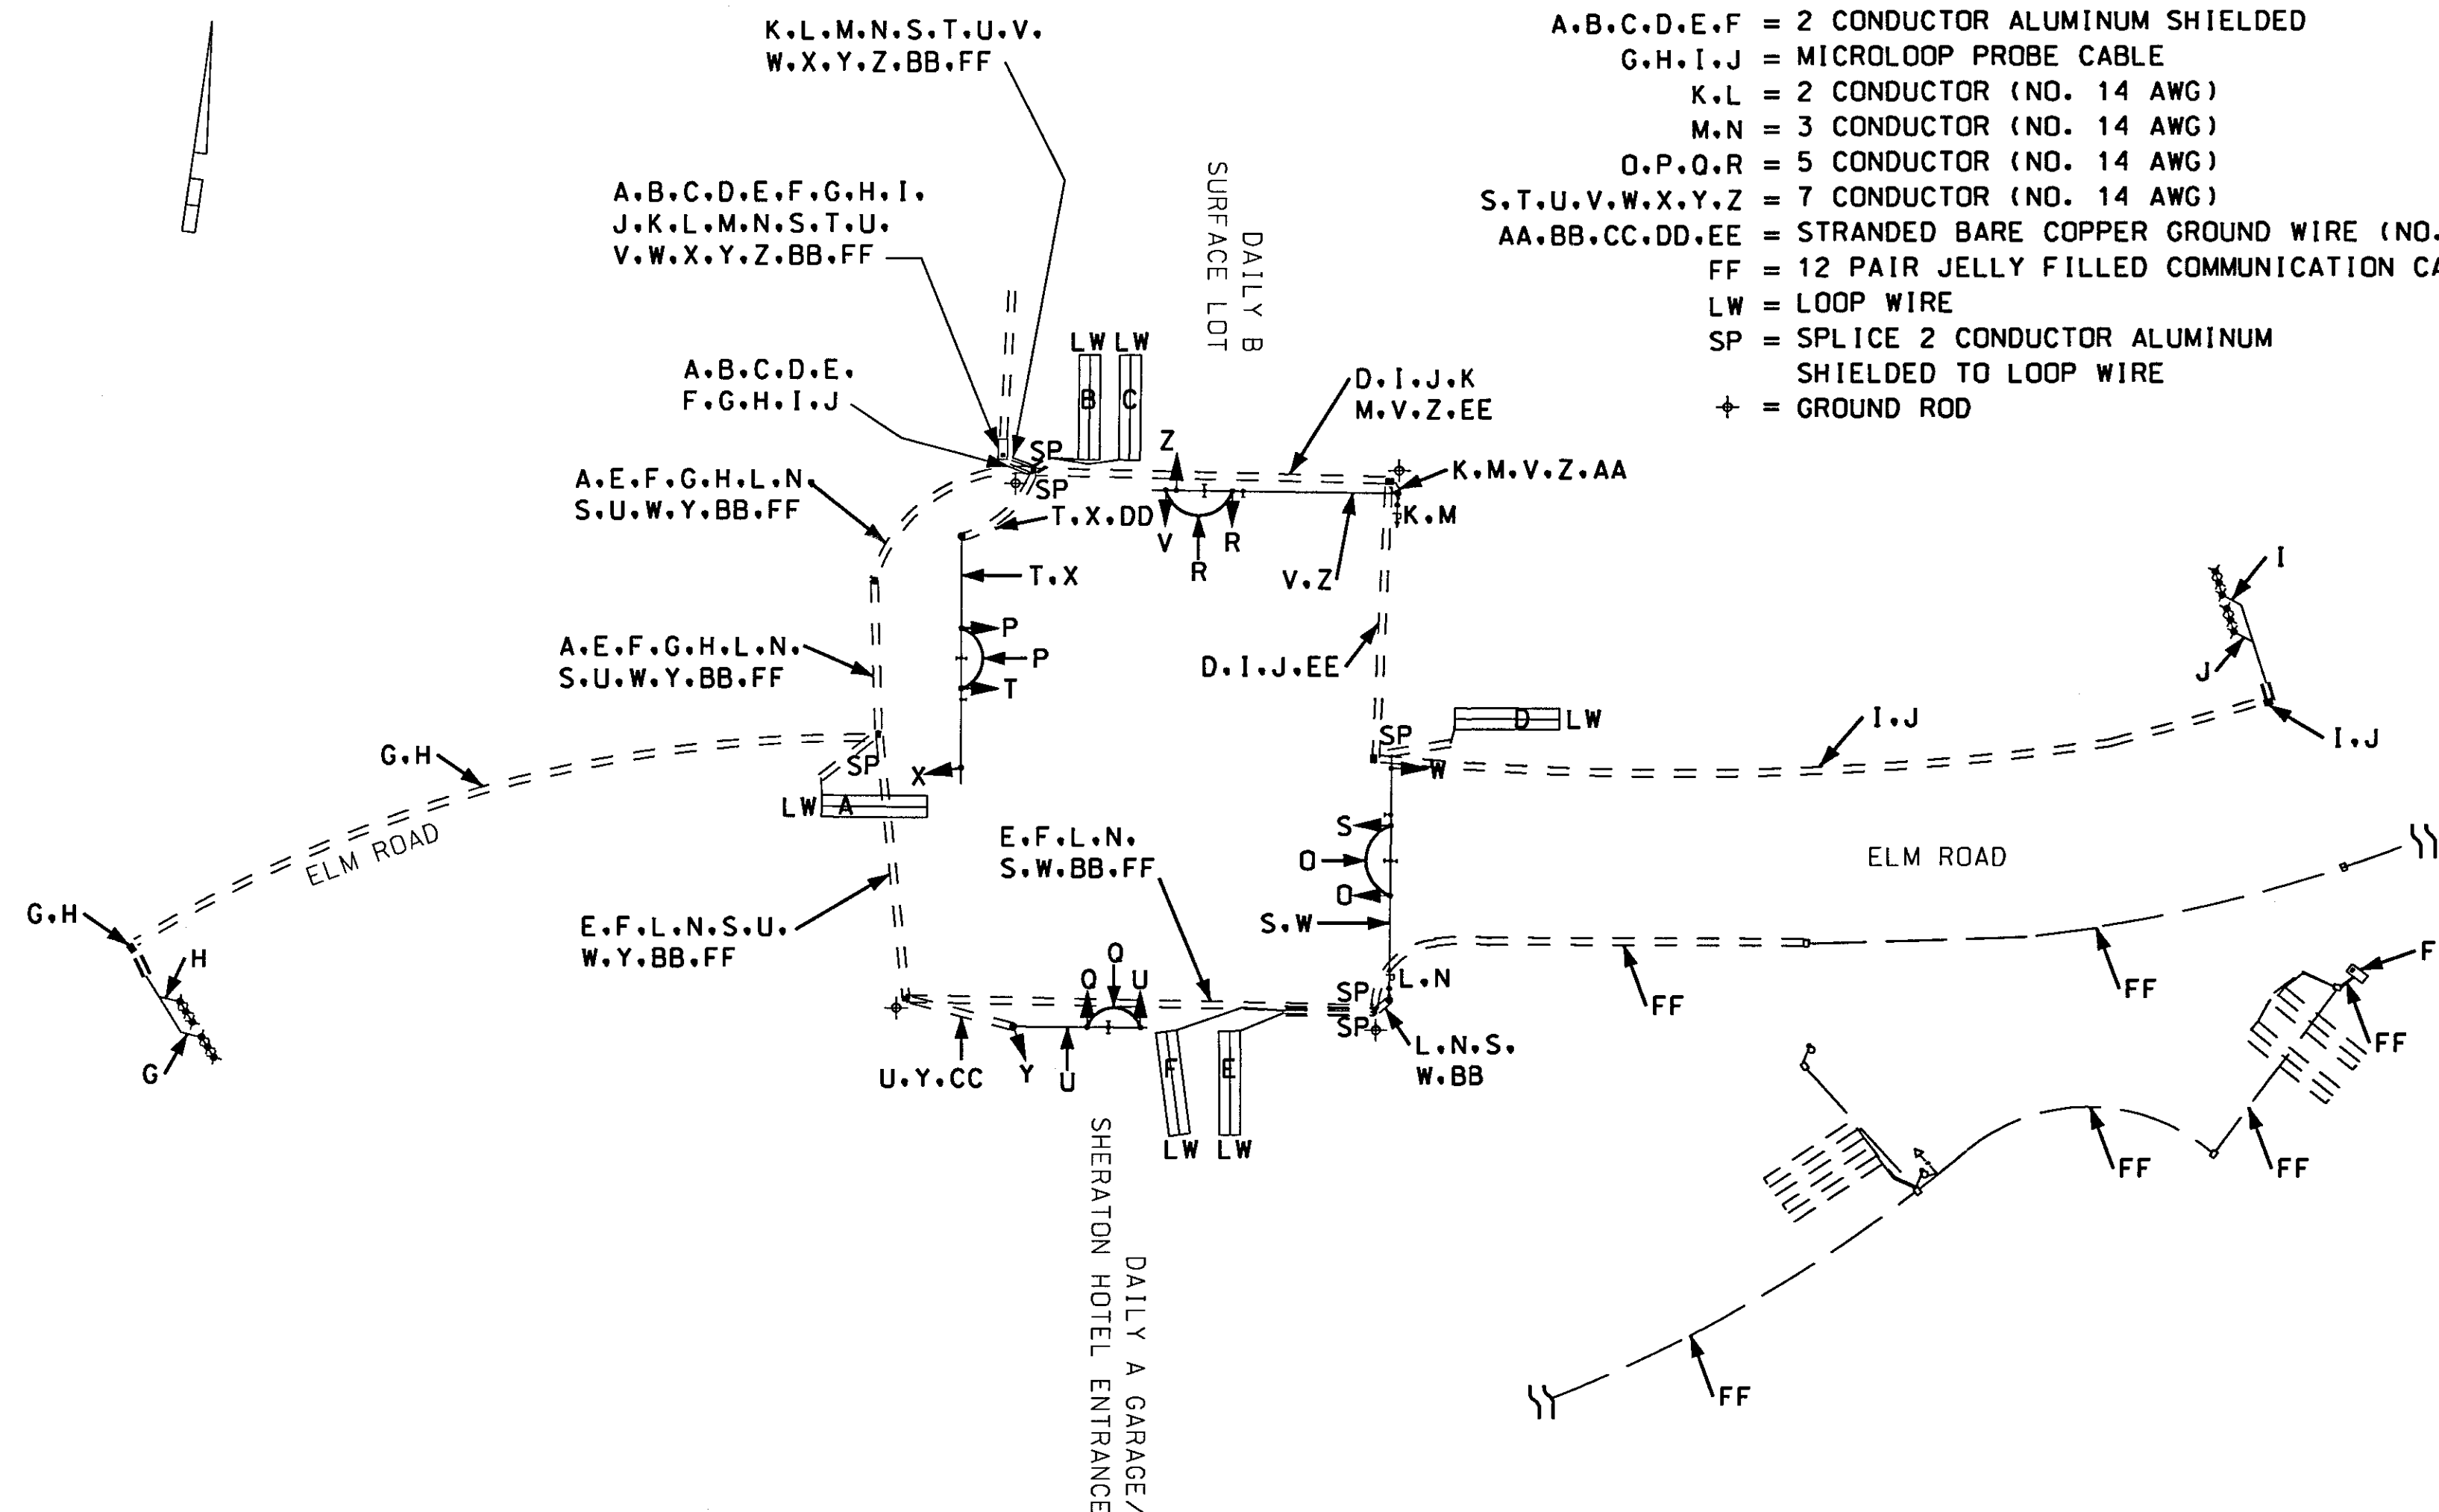 K.L.M.N.S.T.U.V.
W.X.Y.Z.BB.FF
A.B.C.D.E.F = 2 CONDUCTOR ALUMINUM SHIELDED
G.H.I.J = MICROLOOP PROBE CABLE
K.L = 2 CONDUCTOR (NO. 14 AWG)
M.N = 3 CONDUCTOR (NO. 14 AWG)
O.P.Q.R = 5 CONDUCTOR (NO. 14 AWG)
S.T.U.V.W.X.Y.Z = 7 CONDUCTOR (NO. 14 AWG)
AA.BB.CC.DD.EE = STRANDED BARE COPPER GROUND WIRE (NO.
FF = 12 PAIR JELLY FILLED COMMUNICATION CA
LW = LOOP WIRE
SP = SPLICE 2 CONDUCTOR ALUMINUM
SHIELDED TO LOOP WIRE
= GROUND ROD
A.B.C.D.E.F.G.H.I.
J.K.L.M.N.S.T.U.
V.W.X.Y.Z.BB.FF
DAILY B
SURFACE LOT
A.B.C.D.E.
F.G.H.I.J
LW LW
B C
D.I.J.K
M.V.Z.EE
SP
Z
K.M.V.Z.AA
A.E.F.G.H.L.N.
S.U.W.Y.BB.FF
SP
T.X.DD
K.M
V
R
R
V.Z
T.X
I
J
P
P
T
A.E.F.G.H.L.N.
S.U.W.Y.BB.FF
D.I.J.EE
G.H
SP
X
SP
D LW
W
I.J
I.J
LW A
ELM ROAD
E.F.L.N.
S.W.BB.FF
S
O
O
S.W
ELM ROAD
G.H
H
G
E.F.L.N.S.U.
W.Y.BB.FF
Q
Q
U
SP
SP
L.N
FF
FF
F
FF
U.Y.CC
Y
U
F
E
L.N.S.
W.BB
LW LW
FF
FF
FF
DAILY A GARAGE/
SHERATON HOTEL ENTRANCE